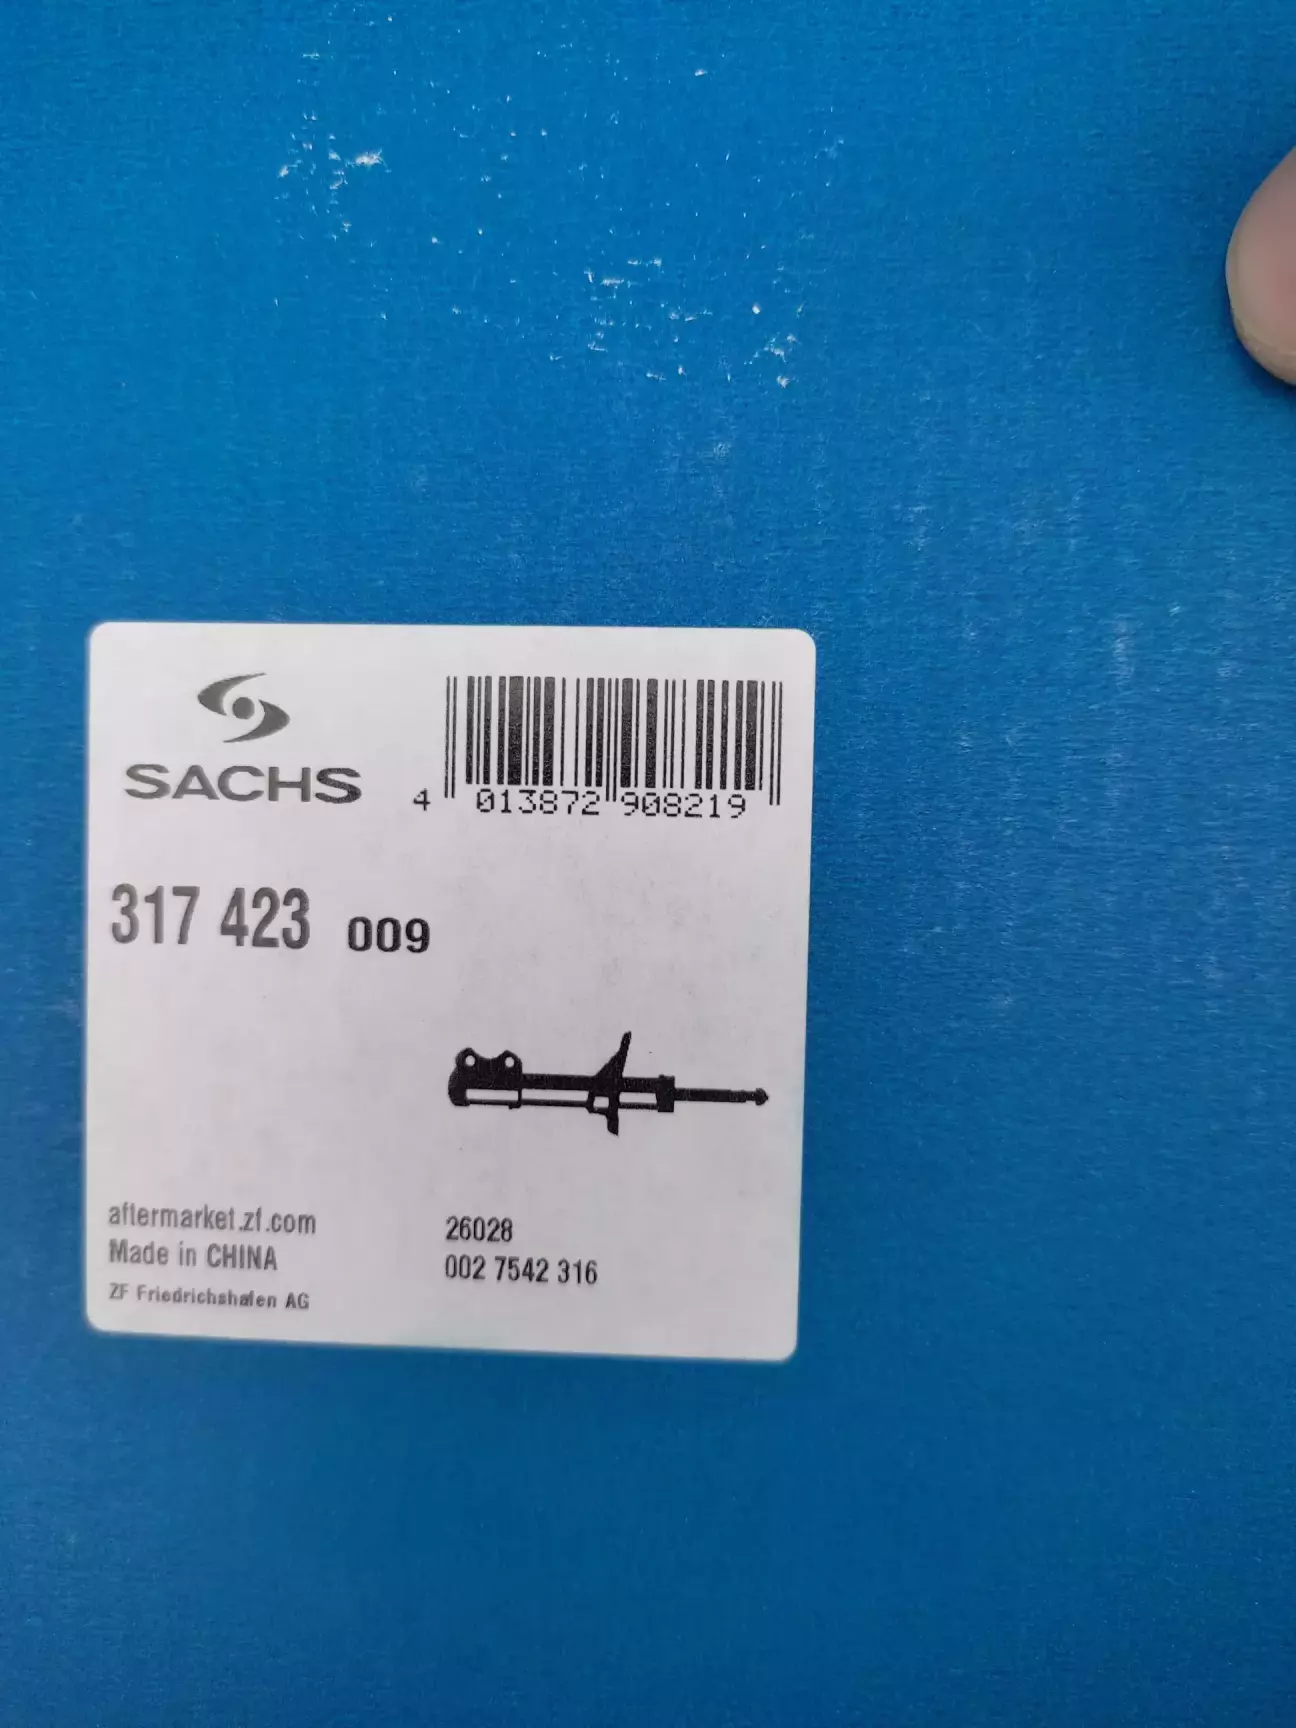 SACHS
4 013872 908219
317 423 009
aftermarket.zf.com
Made in CHINA
ZF Friedrichshafen AG
26028
002 7542 316